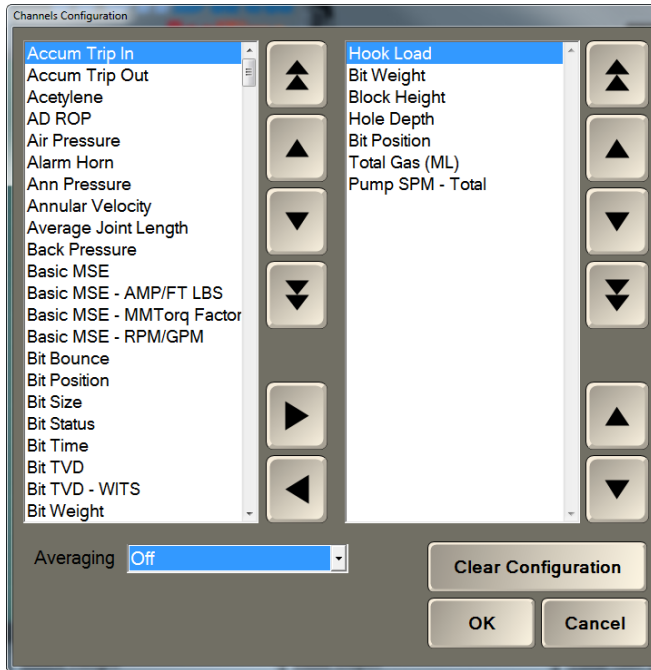 Channels Configuration
Accum Trip In
Accum Trip Out
Acetylene
AD ROP
Air Pressure
Alarm Horn
Ann Pressure
Annular Velocity
Average Joint Length
Back Pressure
Basic MSE
Basic MSE - AMP/FT LBS
Basic MSE - MMTorq Factor
Basic MSE - RPM/GPM
Bit Bounce
Bit Position
Bit Size
Bit Status
Bit Time
Bit TVD
Bit TVD - WITS
Bit Weight
Hook Load
Bit Weight
Block Height
Hole Depth
Bit Position
Total Gas (ML)
Pump SPM - Total
Averaging Off
Clear Configuration
OK Cancel